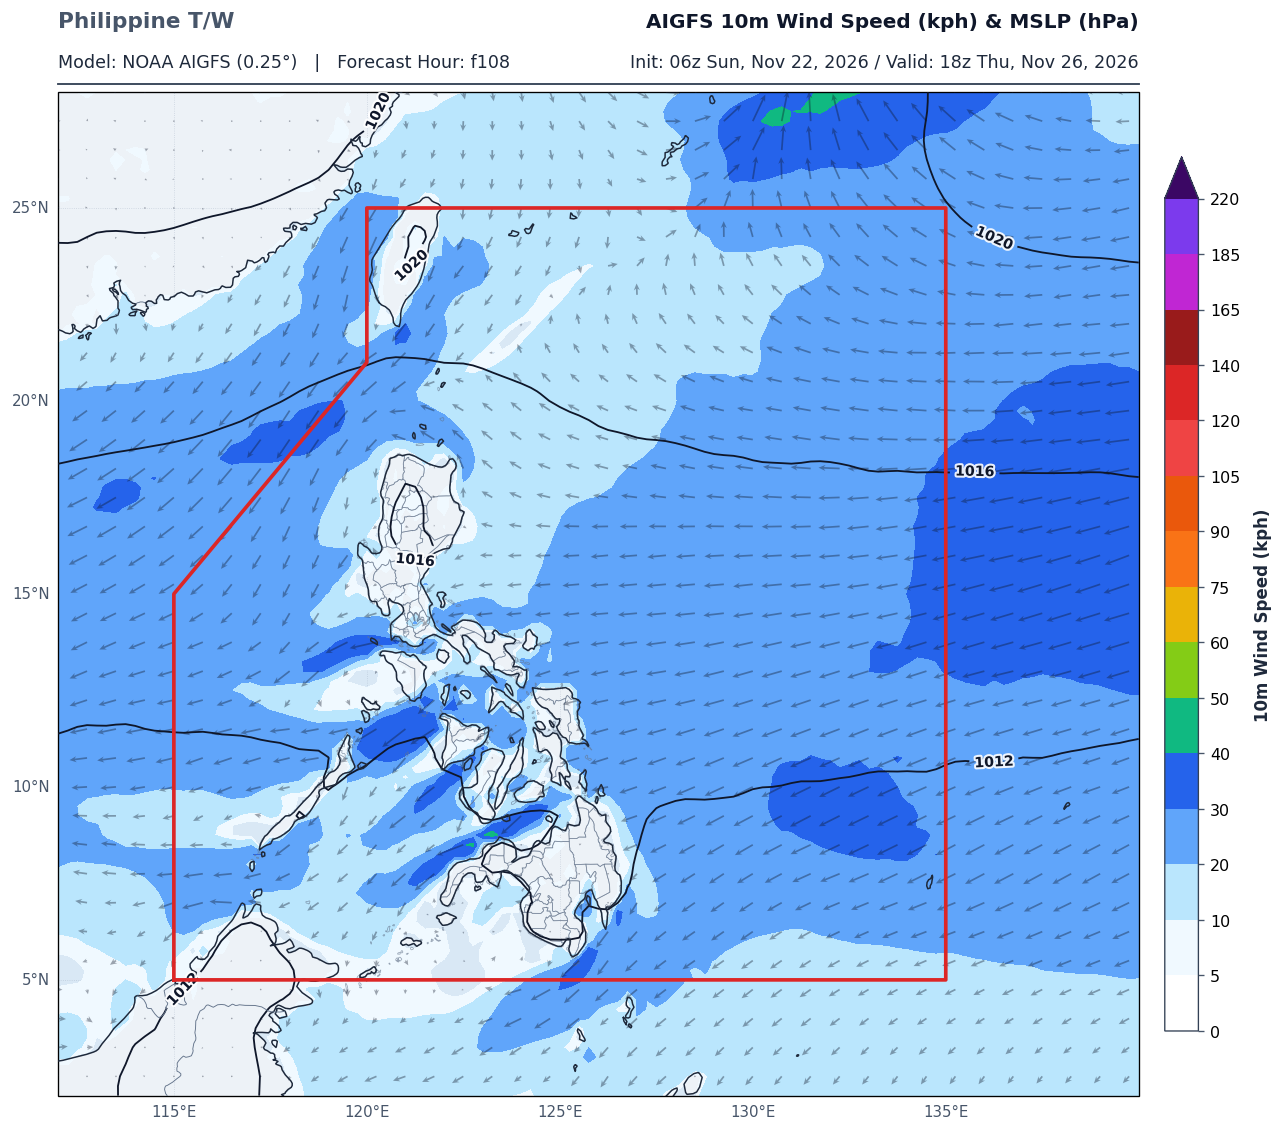 Philippine T/W
AIGFS 10m Wind Speed (kph) & MSLP (hPa)
Model: NOAA AIGFS (0.25°) | Forecast Hour: f108
Init: 06z Sun, Nov 22, 2026 / Valid: 18z Thu, Nov 26, 2026
1020
1020
1020
1016
1016
1012
1012
25°N
20°N
15°N
10°N
5°N
115°E
120°E
125°E
130°E
135°E
220
185
165
140
120
105
90
75
60
50
40
30
20
10
5
0
10m Wind Speed (kph)